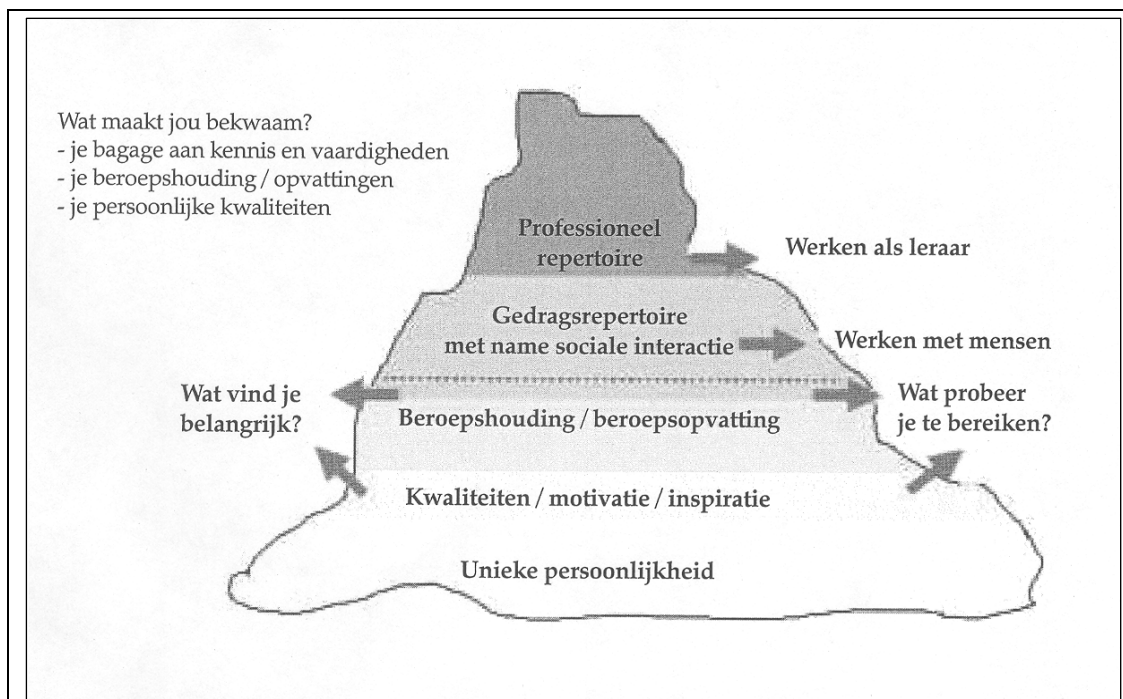 Wat maakt jou bekwaam?
- je bagage aan kennis en vaardigheden
- je beroepshouding / opvattingen
- je persoonlijke kwaliteiten
Professioneel
repertoire
Werken als leraar
Gedragsrepertoire
met name sociale interactie
Werken met mensen
Wat vind je
belangrijk?
Beroepshouding / beroepsopvatting
Wat probeer
je te bereiken?
Kwaliteiten / motivatie / inspiratie
Unieke persoonlijkheid